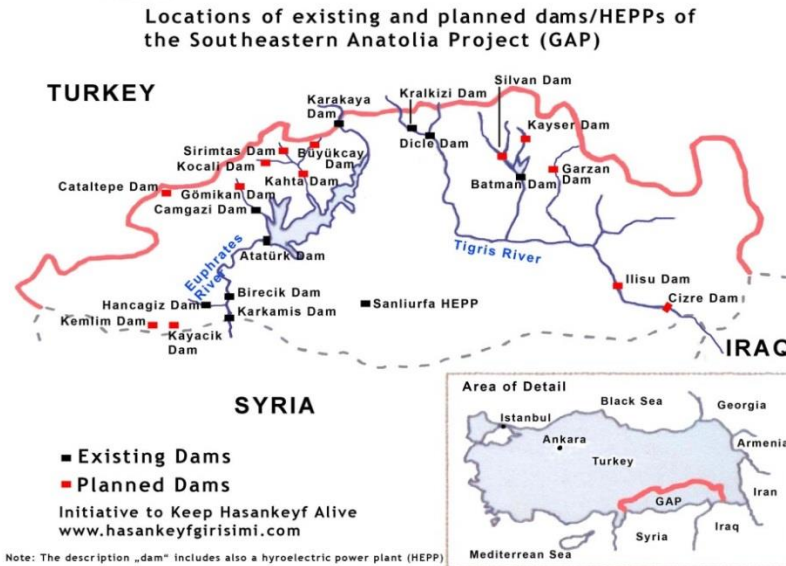 Locations of existing and planned dams/HEPPs of
the Southeastern Anatolia Project (GAP)
TURKEY
Silvan Dam
Kralkizi Dam
Karakaya
Dam
Kayser Dam
Dicle Dam
Sirimtas Dam
Büyükcay
Dam
Kocali Dam
Garzan
Dam
Kahta Dam
Batman Dam
Cataltepe Dam
Gömikan Dam
Camgazi Dam
Tigris River
Atatürk Dam
Euphrates
River
Ilisu Dam
Birecik Dam
Hancagiz Dam
Sanliurfa HEPP
Cizre Dam
Karkamis Dam
Kemlim Dam
Kayacik
Dam
IRAQ
SYRIA
Area of Detail
Black Sea
Georgia
Istanbul
Ankara
Armenia
Turkey
Iran
GAP
Iraq
Syria
Mediterrean Sea
Existing Dams
Planned Dams
Initiative to Keep Hasankeyf Alive
www.hasankeyfgirisimi.com
Note: The description „dam“ includes also a hyroelectric power plant (HEPP)